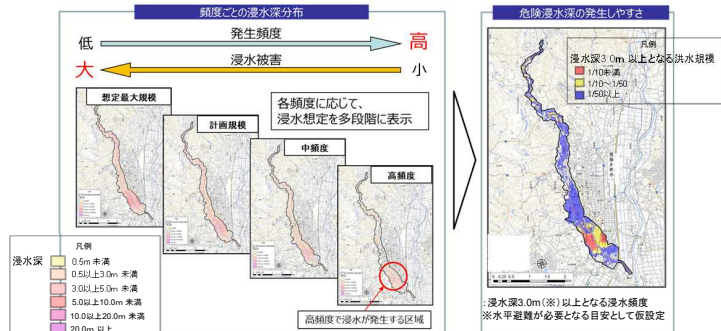 頻度ごとの浸水深分布
低
発生頻度
高
大
浸水被害
小
想定最大規模
計画規模
中頻度
高頻度
各頻度に応じて、
浸水想定を多段階に表示
凡例
浸水深
0.5m 未満
0.5以上3.0m 未満
3.0以上5.0m 未満
5.0以上10.0m 未満
10.0以上20.0m 未満
20.0m 以上
高頻度で浸水が発生する区域
危険浸水深の発生しやすさ
凡例
浸水深3.0m 以上となる洪水規模
1/10未満
1/10～1/50
1/50以上
:浸水深3.0m(※)以上となる浸水頻度
※水平避難が必要となる目安として仮設定